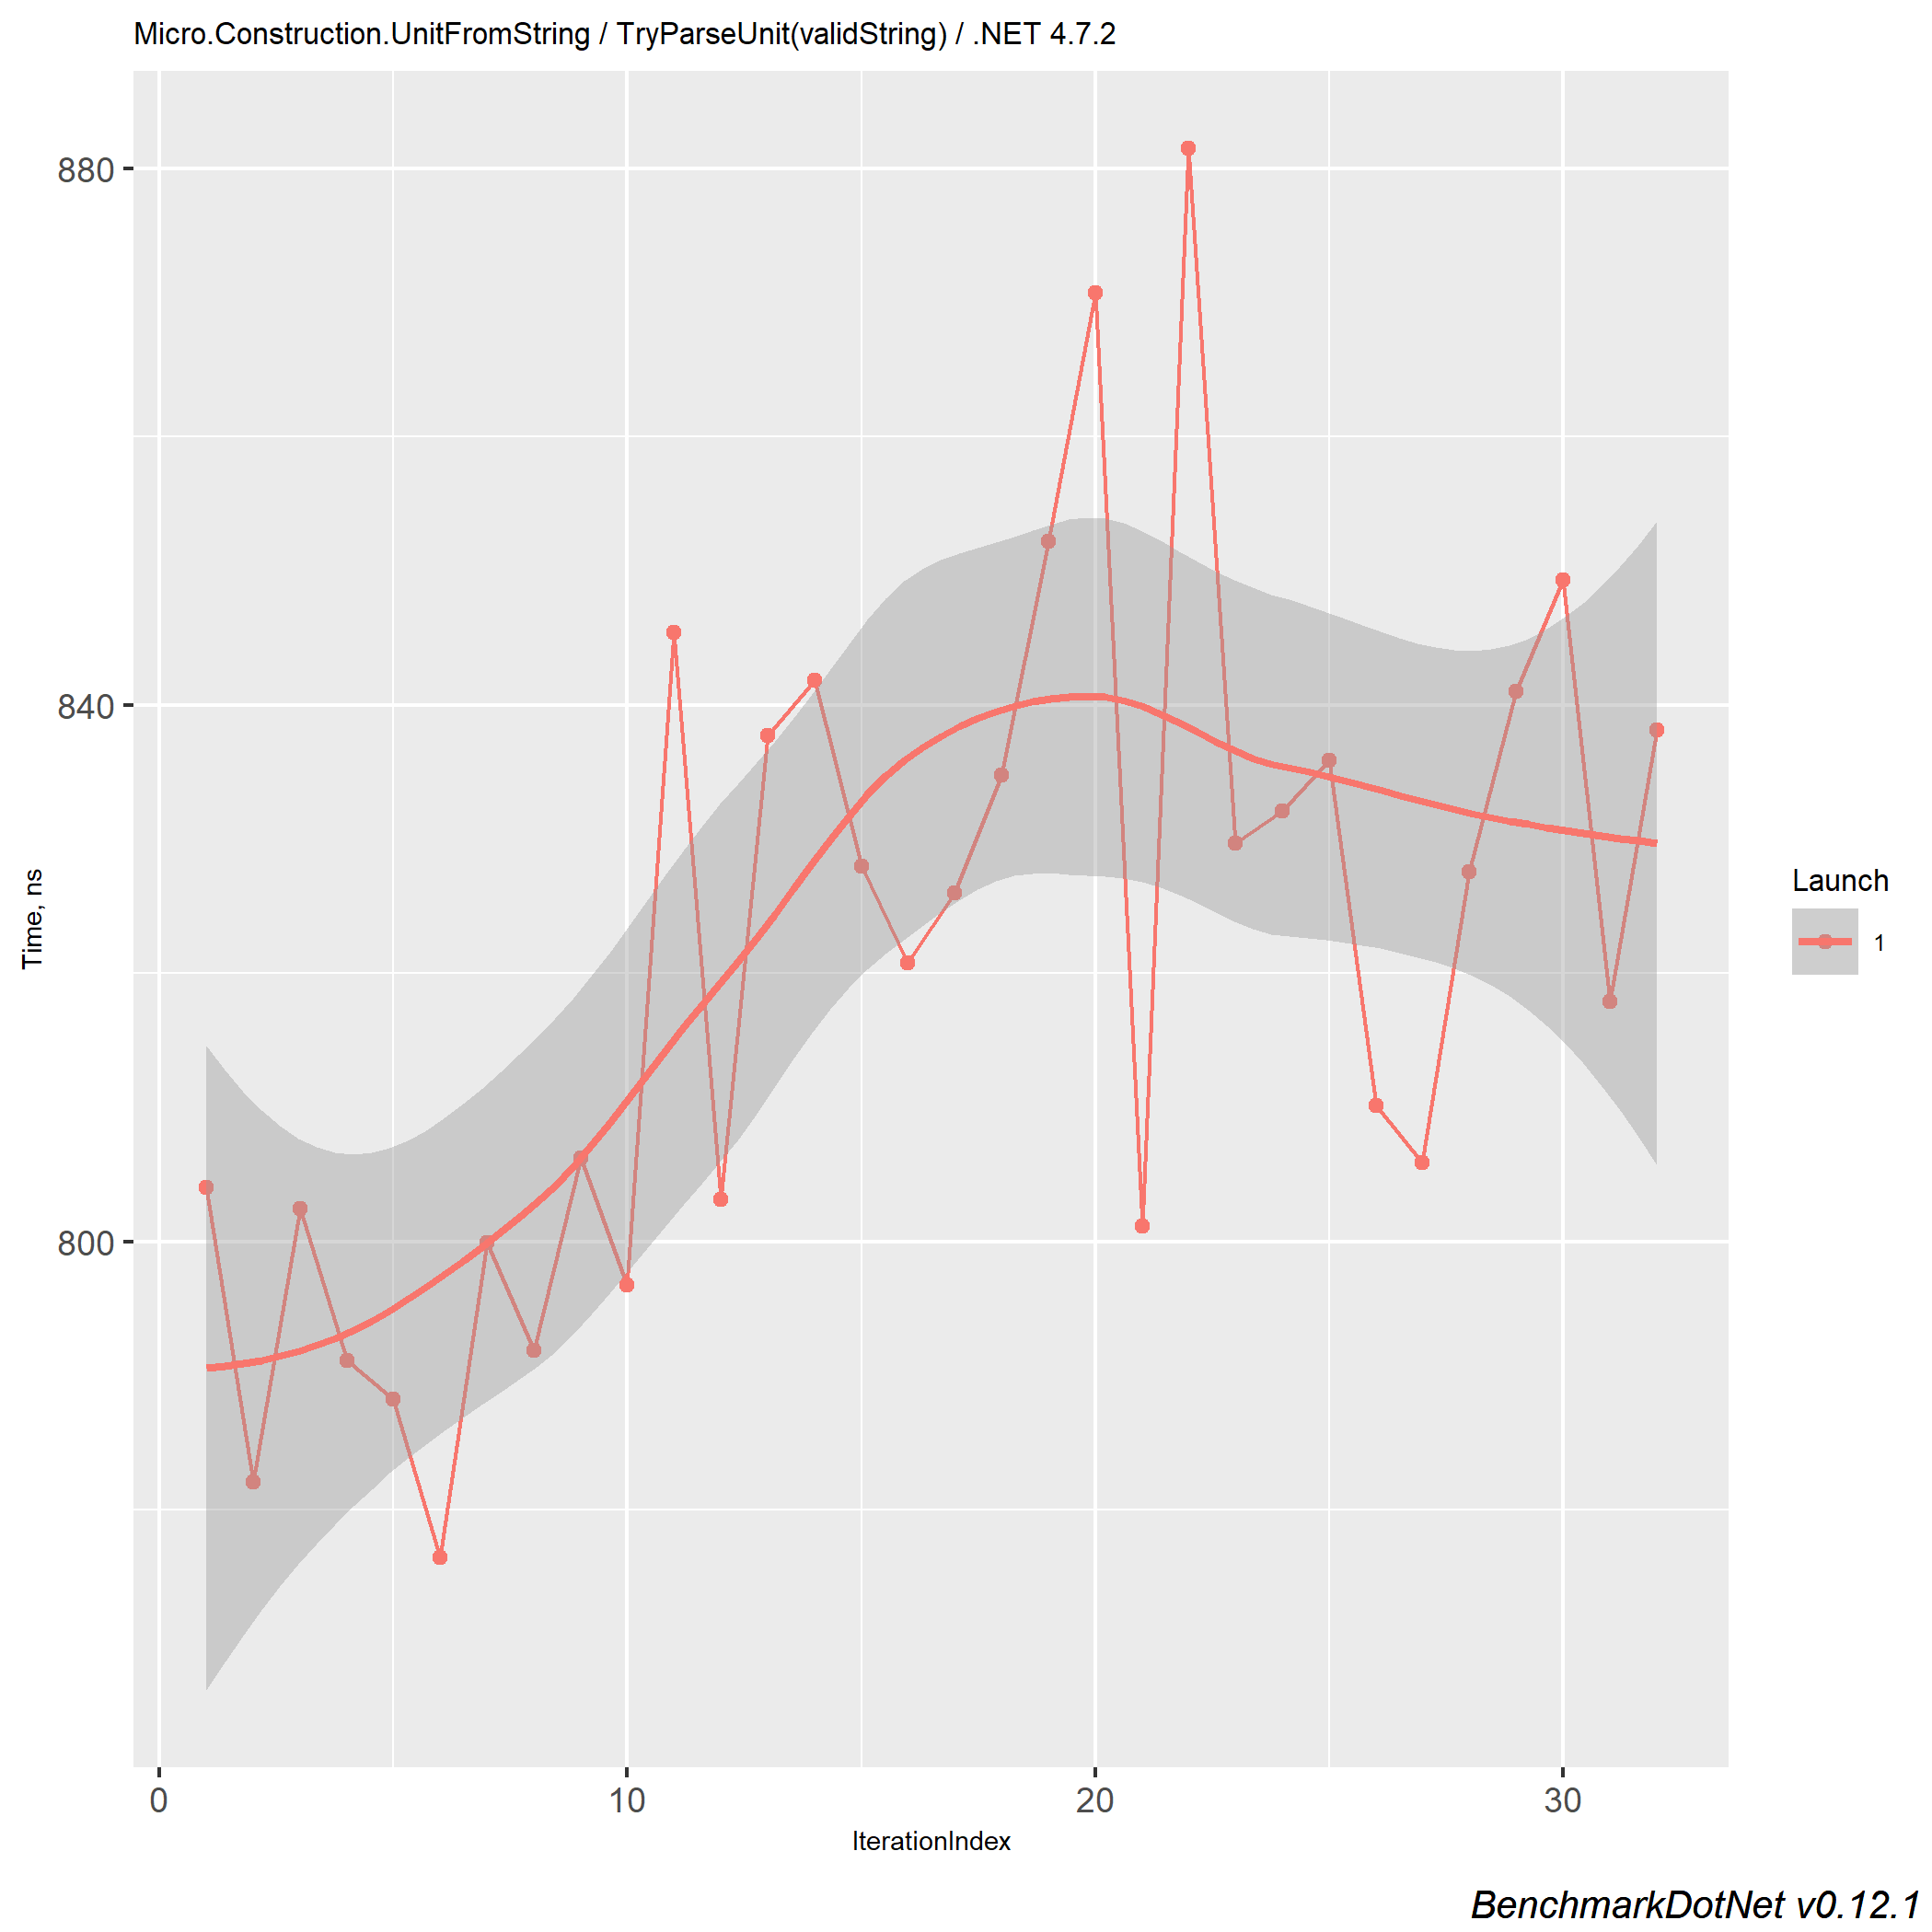 Micro.Construction.UnitFromString / TryParseUnit(validString) / .NET 4.7.2
880
840
800
Time, ns
0 10 20 30
IterationIndex
Launch
1
BenchmarkDotNet v0.12.1